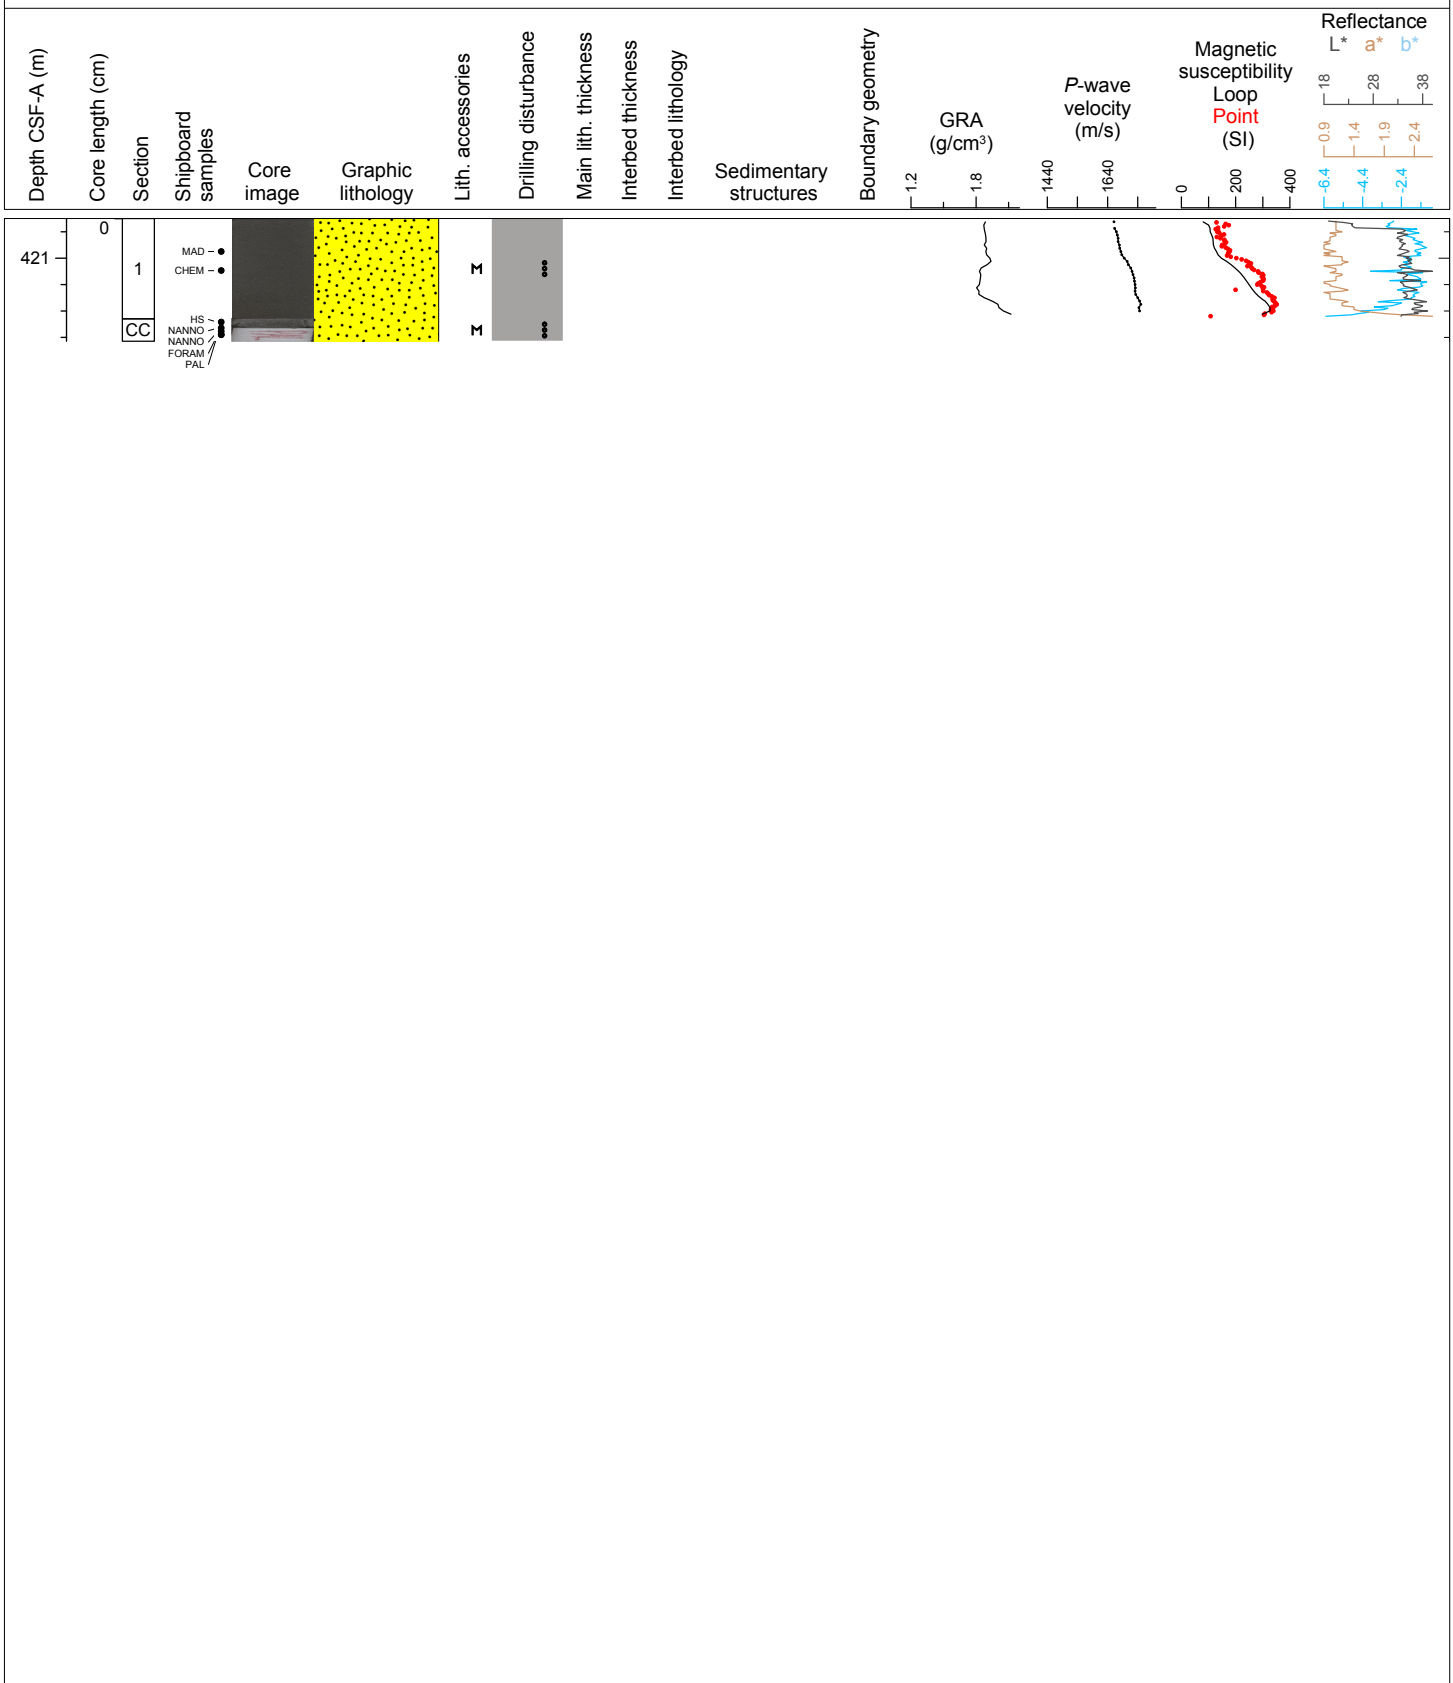 Depth CSF-A (m)
Core length (cm)
Section
Shipboard
samples
Core
image
Graphic
lithology
Lith. accessories
Drilling disturbance
Main lith. thickness
Interbed thickness
Interbed lithology
Sedimentary
structures
Boundary geometry
GRA
(g/cm³)
1.2
1.8
P-wave
velocity
(m/s)
1440
1640
Magnetic
susceptibility
Loop
Point
(SI)
0
200
400
Reflectance
L* a* b*
18
28
38
0.9
1.4
1.9
2.4
-6.4
-4.4
-2.4
0
421
1
CC
MAD
CHEM
HS
NANNO
NANNO
FORAM
PAL
M
M